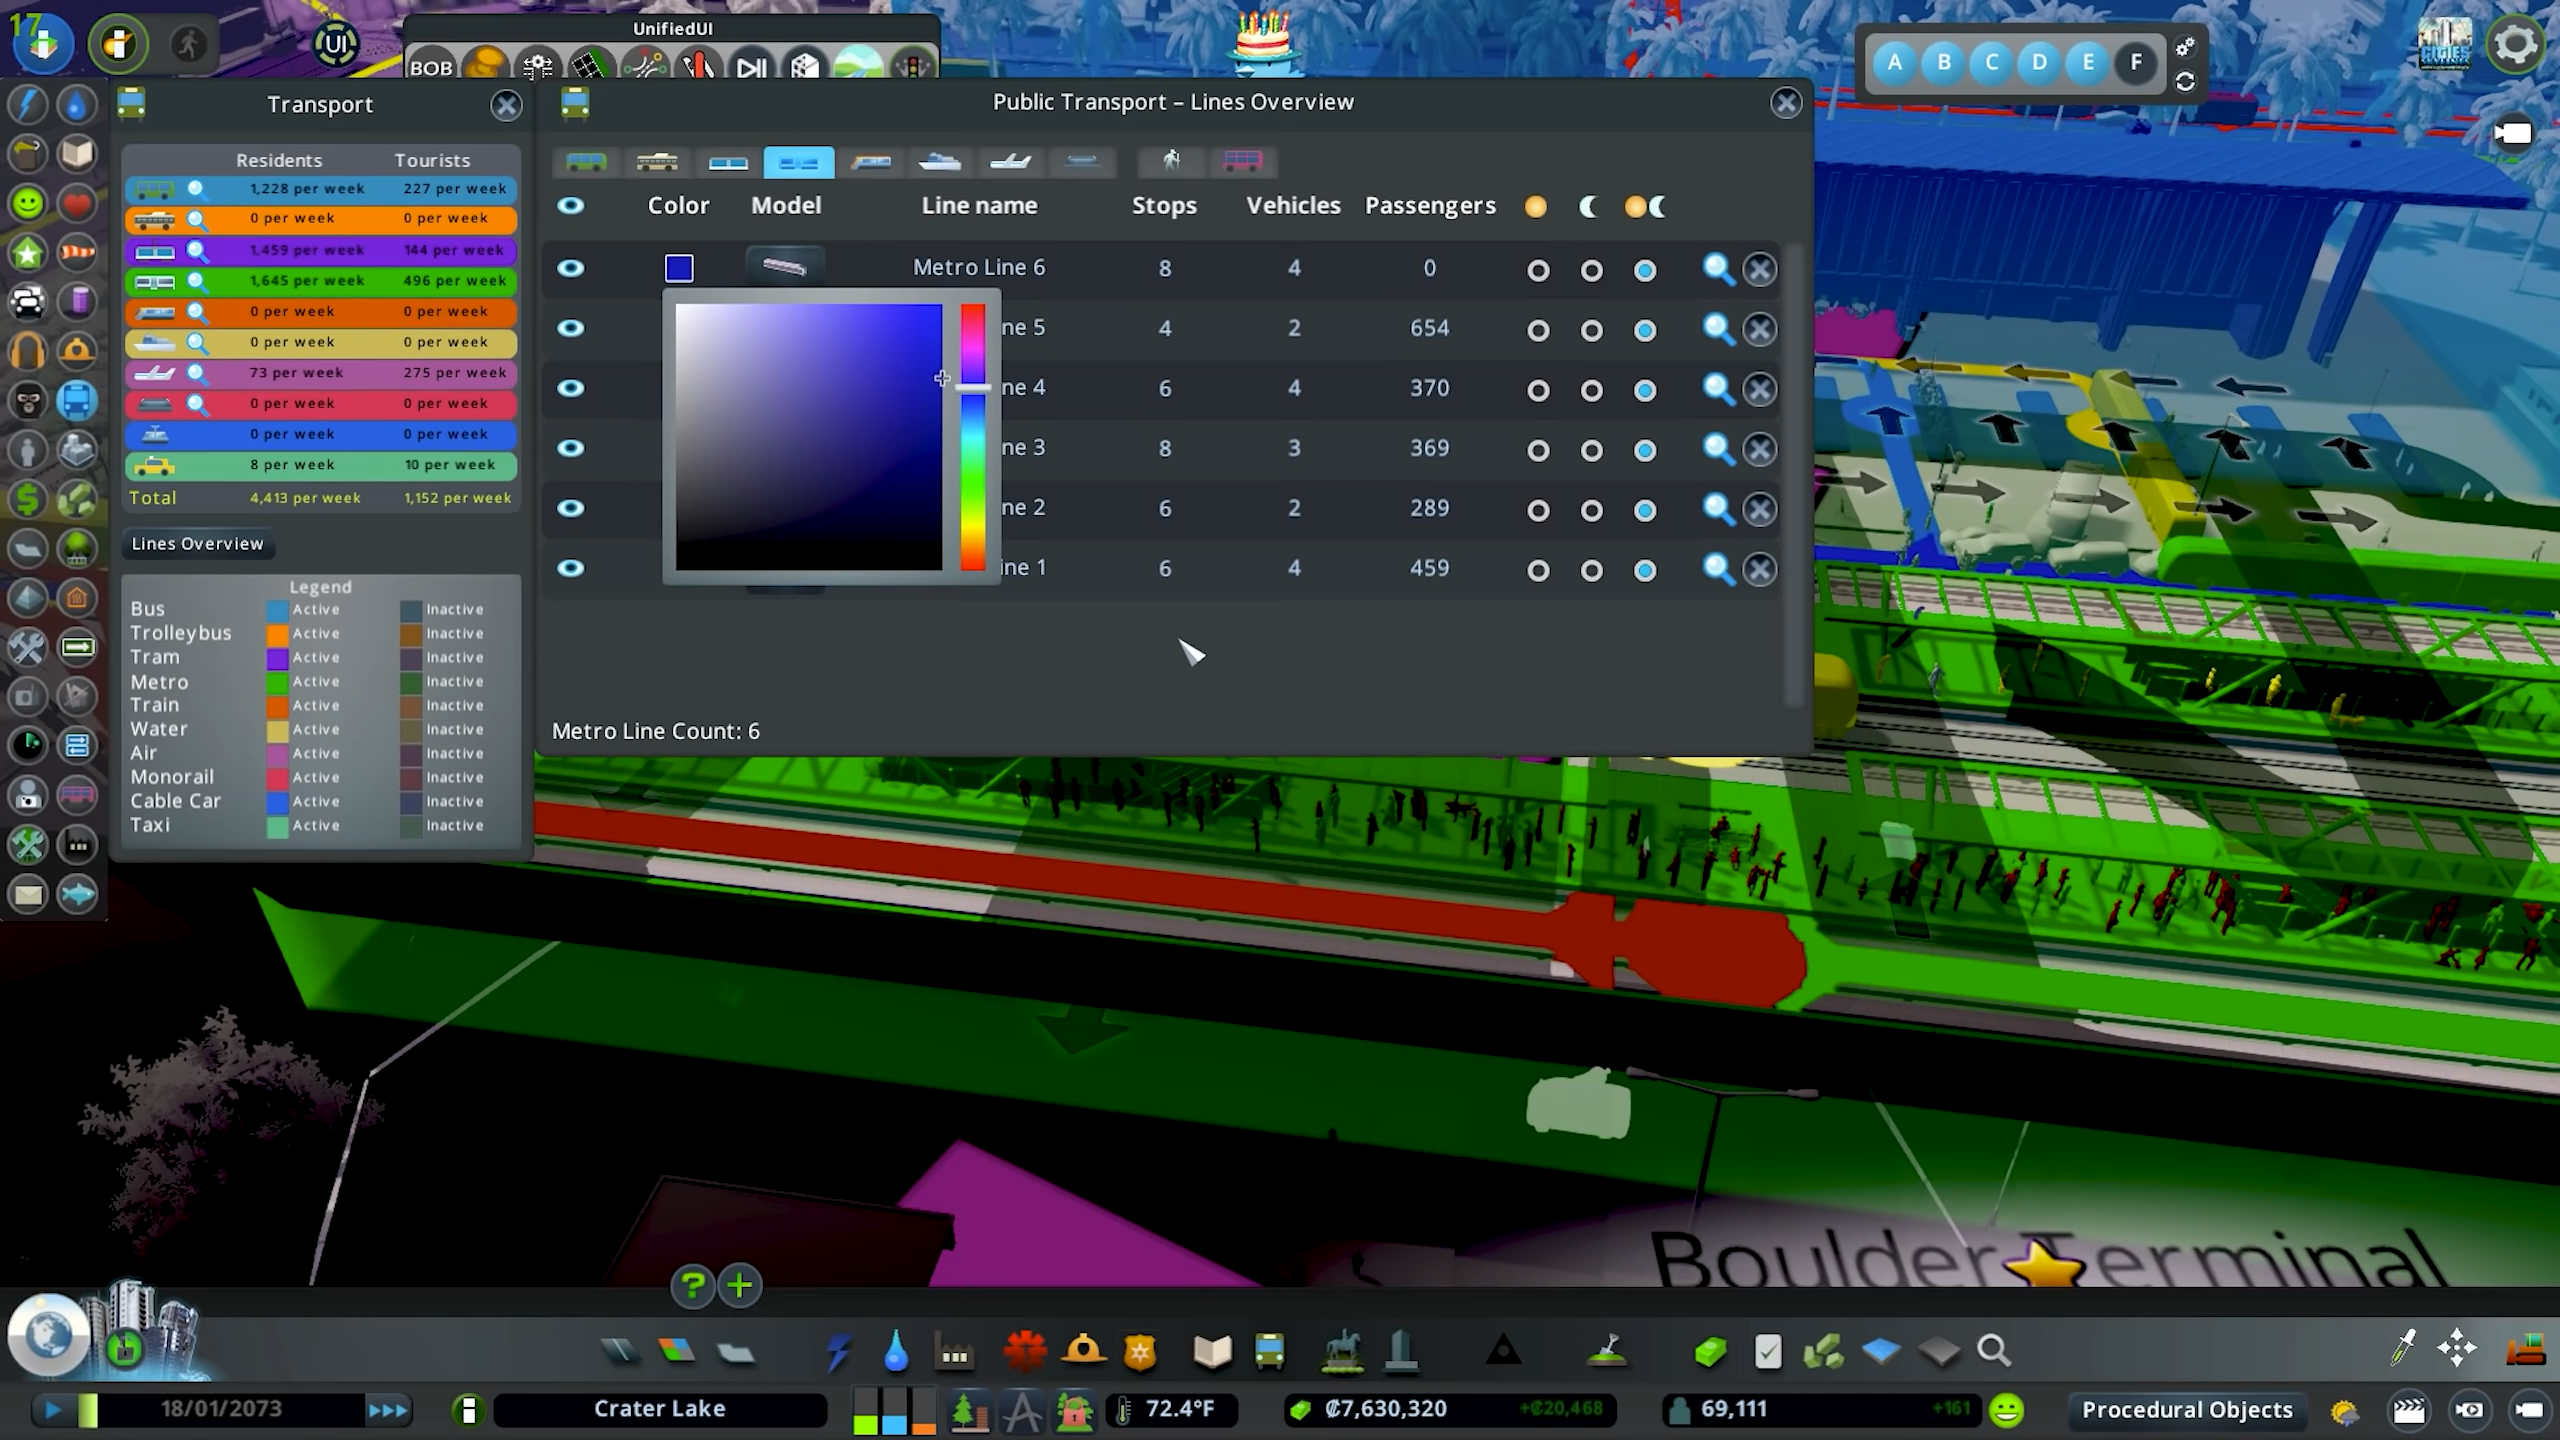 17
UI
UnifiedUI
BOB
A B C D E F
Transport
Public Transport – Lines Overview
Residents Tourists
1,228 per week 227 per week
0 per week 0 per week
1,459 per week 144 per week
1,645 per week 496 per week
0 per week 0 per week
0 per week 0 per week
73 per week 275 per week
0 per week 0 per week
0 per week 0 per week
8 per week 10 per week
Total 4,413 per week 1,152 per week
Lines Overview
Legend
Bus Active Inactive
Trolleybus Active Inactive
Tram Active Inactive
Metro Active Inactive
Train Active Inactive
Water Active Inactive
Air Active Inactive
Monorail Active Inactive
Cable Car Active Inactive
Taxi Active Inactive
Color Model Line name Stops Vehicles Passengers
Metro Line 6 8 4 0
ne 5 4 2 654
ne 4 6 4 370
ne 3 8 3 369
ne 2 6 2 289
ine 1 6 4 459
Metro Line Count: 6
Boulder Terminal
18/01/2073
Crater Lake
72.4°F
₡7,630,320 +₡20,468
69,111 +161
Procedural Objects